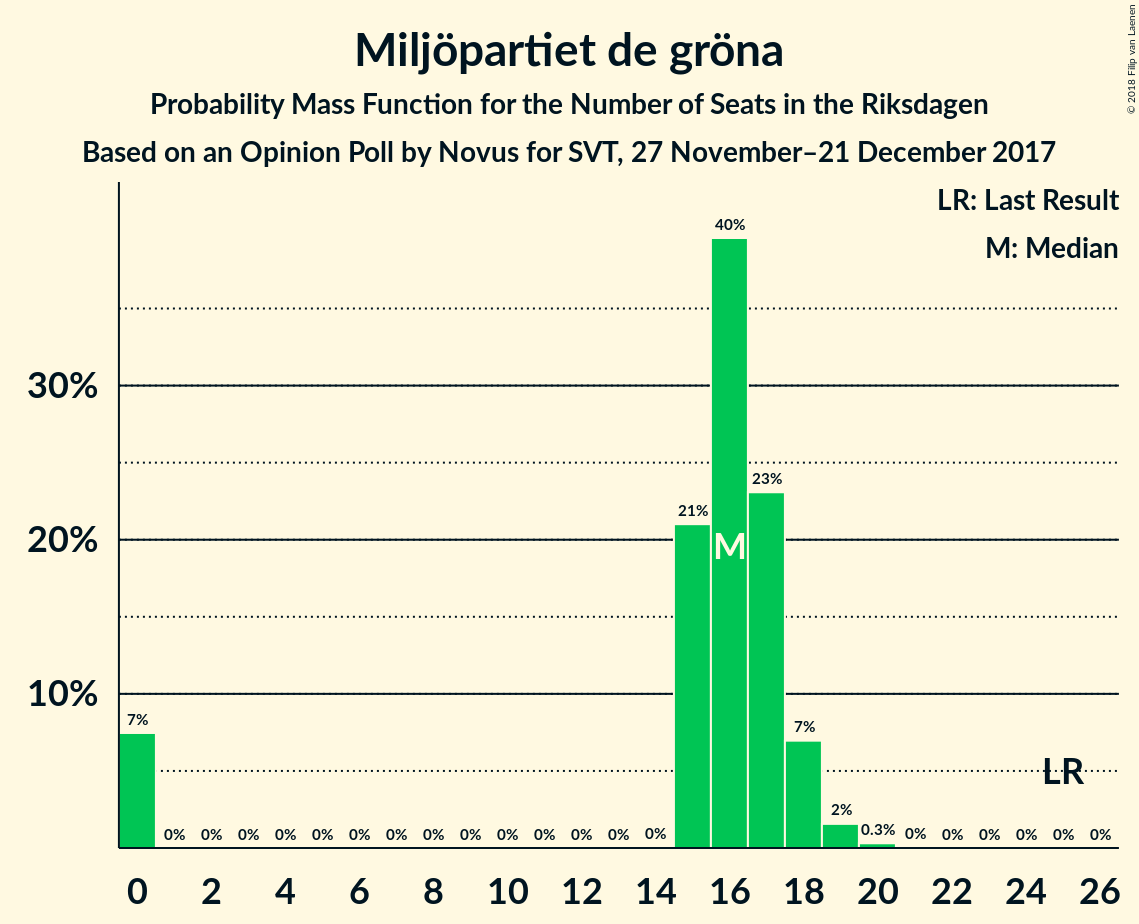 Miljöpartiet de gröna
Probability Mass Function for the Number of Seats in the Riksdagen
Based on an Opinion Poll by Novus for SVT, 27 November–21 December 2017
© 2018 Filip van Laenen
LR: Last Result
M: Median
40%
30%
23%
21%
20%
M
10%
7%
7%
LR
2%
0% 0% 0% 0% 0% 0% 0% 0% 0% 0% 0% 0% 0% 0% 0.3% 0% 0% 0% 0% 0% 0%
0 2 4 6 8 10 12 14 16 18 20 22 24 26